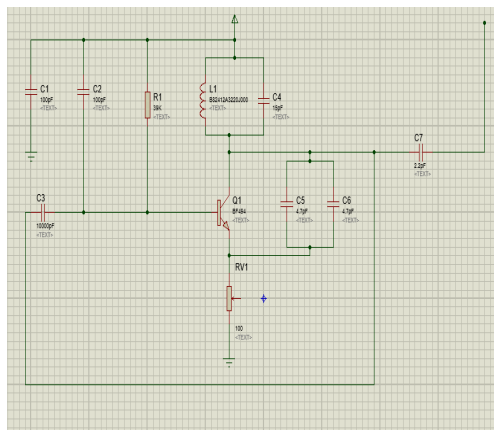 C1
100pF
<TEXT>
C2
100pF
<TEXT>
R1
39K
<TEXT>
L1
B82412A3220J000
<TEXT>
C4
15pF
<TEXT>
C7
2.2pF
<TEXT>
C3
10000pF
<TEXT>
Q1
BF494
<TEXT>
C5
4.7pF
<TEXT>
C6
4.7pF
<TEXT>
RV1
100
<TEXT>